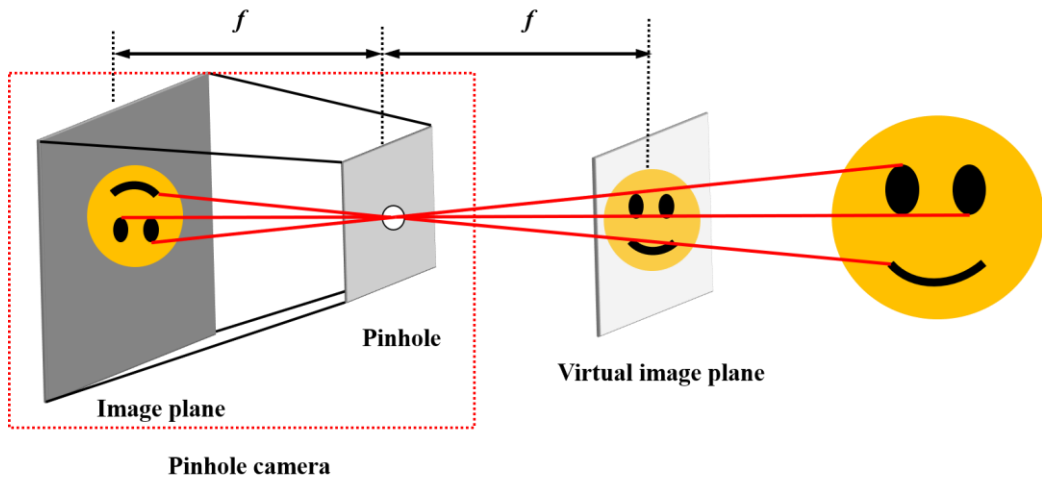 f
f
Pinhole
Virtual image plane
Image plane
Pinhole camera